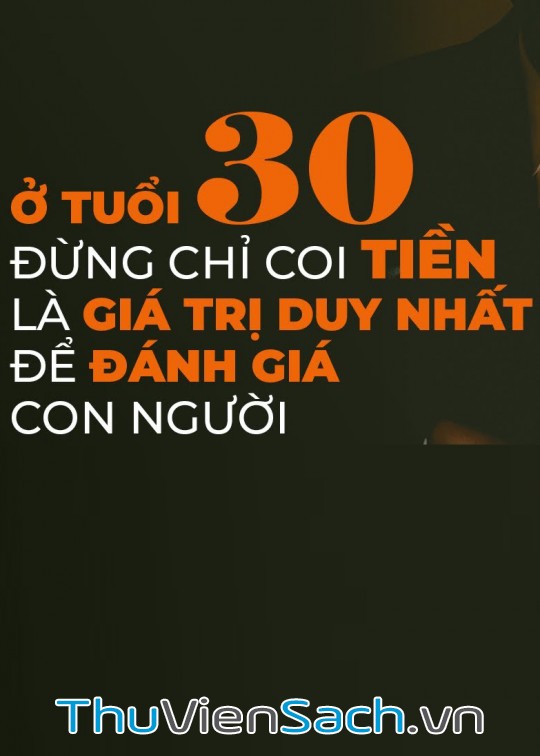 Ở TUỔI 30
ĐỪNG CHỈ COI TIỀN
LÀ GIÁ TRỊ DUY NHẤT
ĐỂ ĐÁNH GIÁ
CON NGƯỜI
ThuVienSach.vn